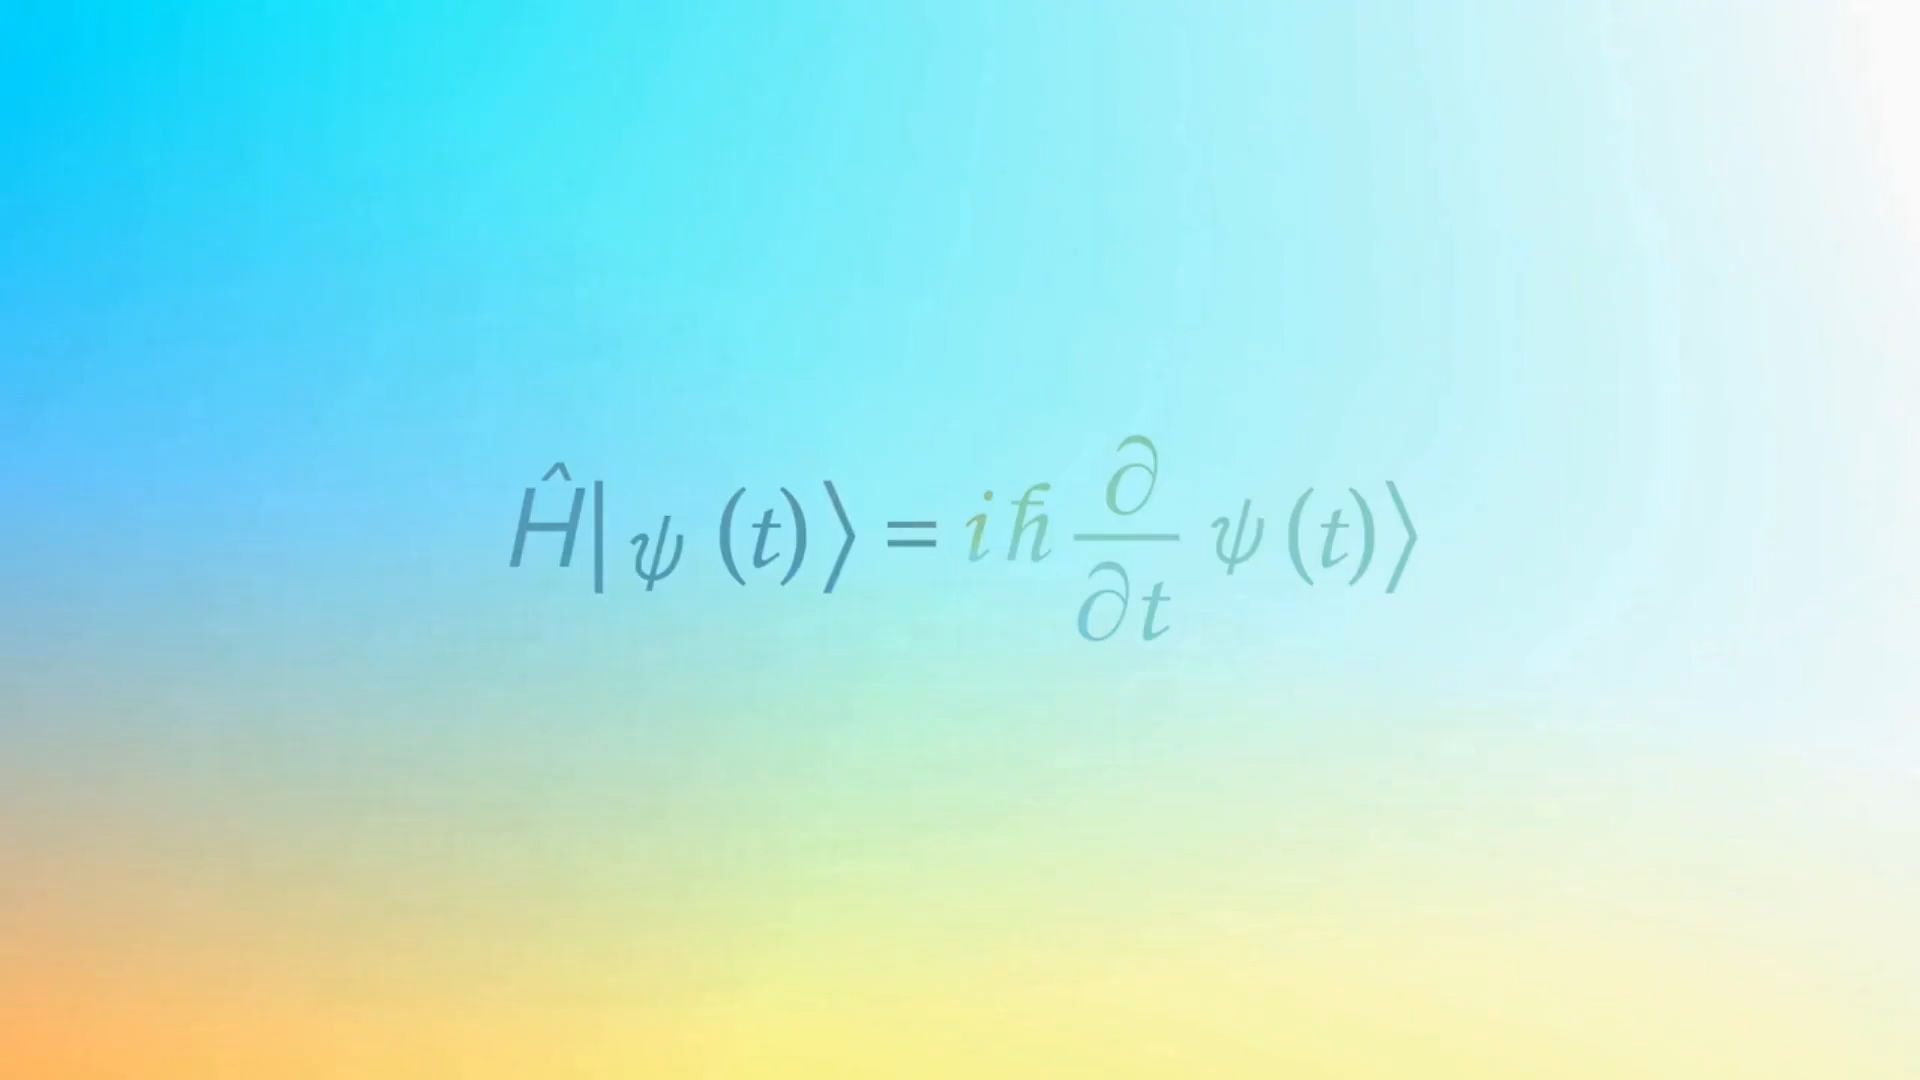 Ĥ|ψ(t)⟩ = iℏ ∂/∂t ψ(t)⟩